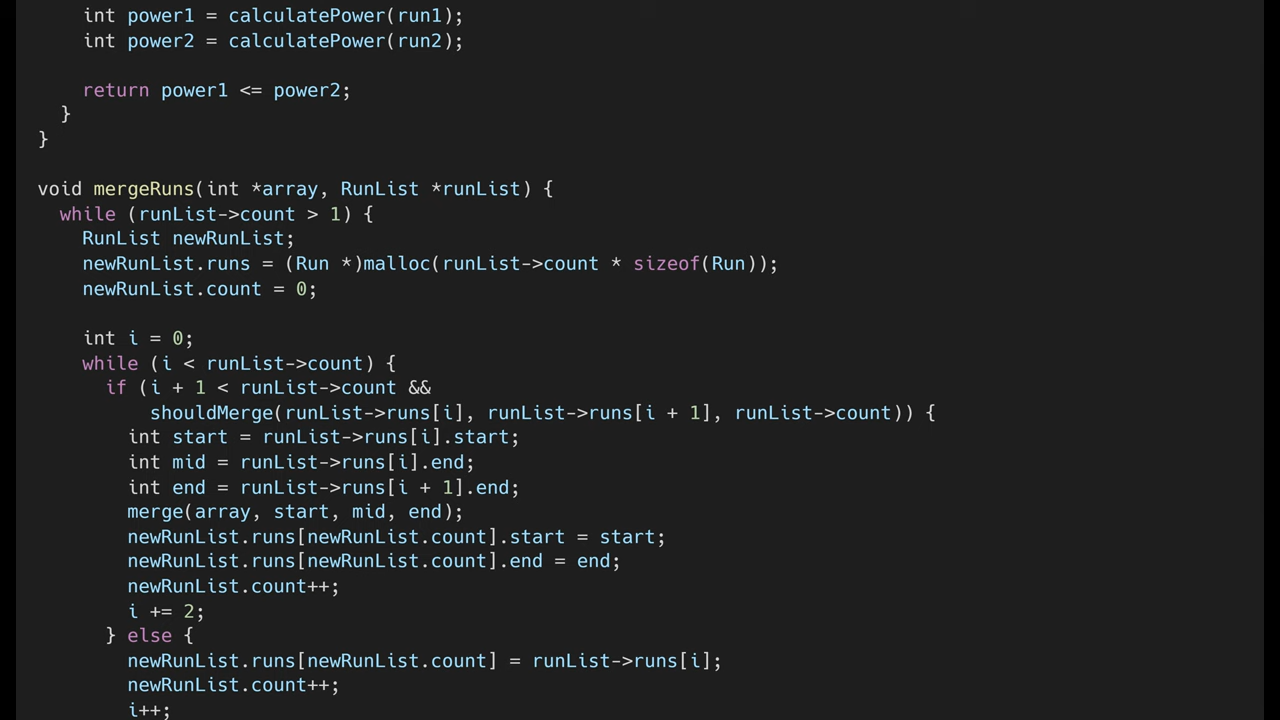 int power1 = calculatePower(run1);
int power2 = calculatePower(run2);
return power1 <= power2;
}
}
void mergeRuns(int *array, RunList *runList) {
while (runList->count > 1) {
RunList newRunList;
newRunList.runs = (Run *)malloc(runList->count * sizeof(Run));
newRunList.count = 0;
int i = 0;
while (i < runList->count) {
if (i + 1 < runList->count &&
shouldMerge(runList->runs[i], runList->runs[i + 1], runList->count)) {
int start = runList->runs[i].start;
int mid = runList->runs[i].end;
int end = runList->runs[i + 1].end;
merge(array, start, mid, end);
newRunList.runs[newRunList.count].start = start;
newRunList.runs[newRunList.count].end = end;
newRunList.count++;
i += 2;
} else {
newRunList.runs[newRunList.count] = runList->runs[i];
newRunList.count++;
i++;